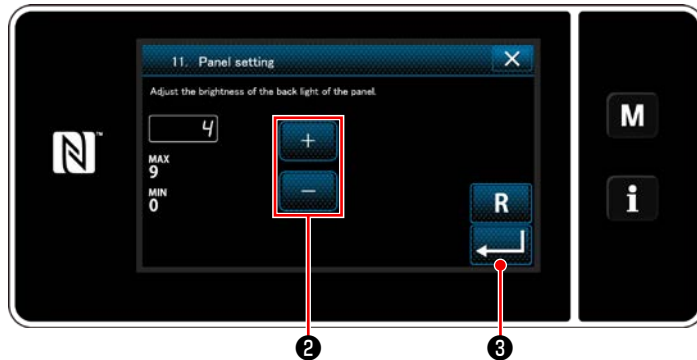 11. Panel setting
Adjust the brightness of the back light of the panel.
4
MAX
9
MIN
0
+
−
R
M
i
N
™
❷
❸